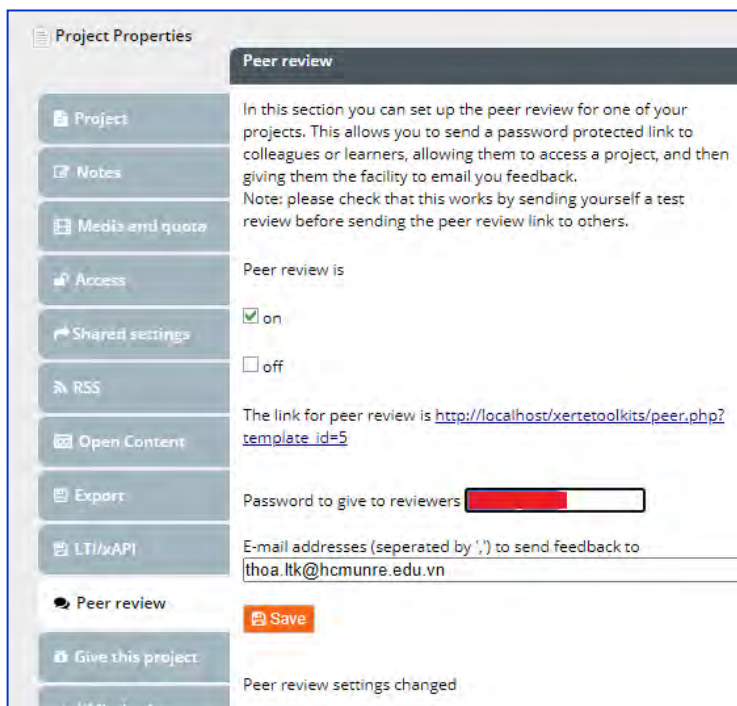 Project Properties
Peer review
Project
Notes
Media and quota
Access
Shared settings
RSS
Open Content
Export
LTI/xAPI
Peer review
Give this project
In this section you can set up the peer review for one of your
projects. This allows you to send a password protected link to
colleagues or learners, allowing them to access a project, and then
giving them the facility to email you feedback.
Note: please check that this works by sending yourself a test
review before sending the peer review link to others.
Peer review is
on
off
The link for peer review is http://localhost/xertetoolkits/peer.php?
template_id=5
Password to give to reviewers
E-mail addresses (seperated by ',') to send feedback to
thoa.ltk@hcmunre.edu.vn
Save
Peer review settings changed